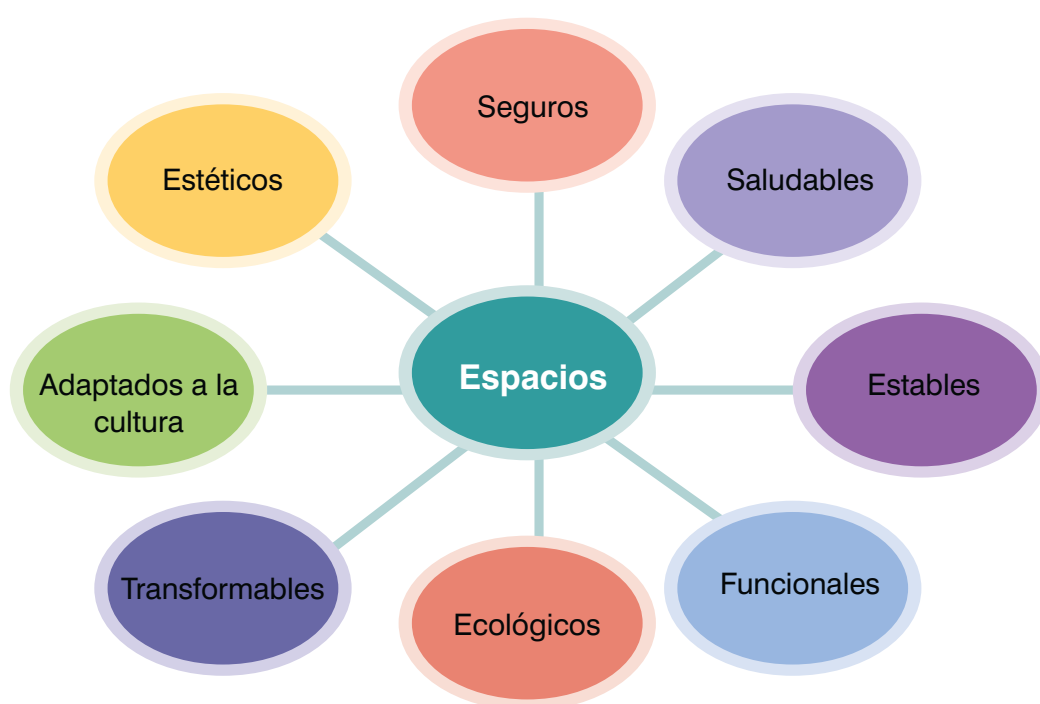 Seguros
Saludables
Estéticos
Espacios
Estables
Adaptados a la
cultura
Transformables
Funcionales
Ecológicos